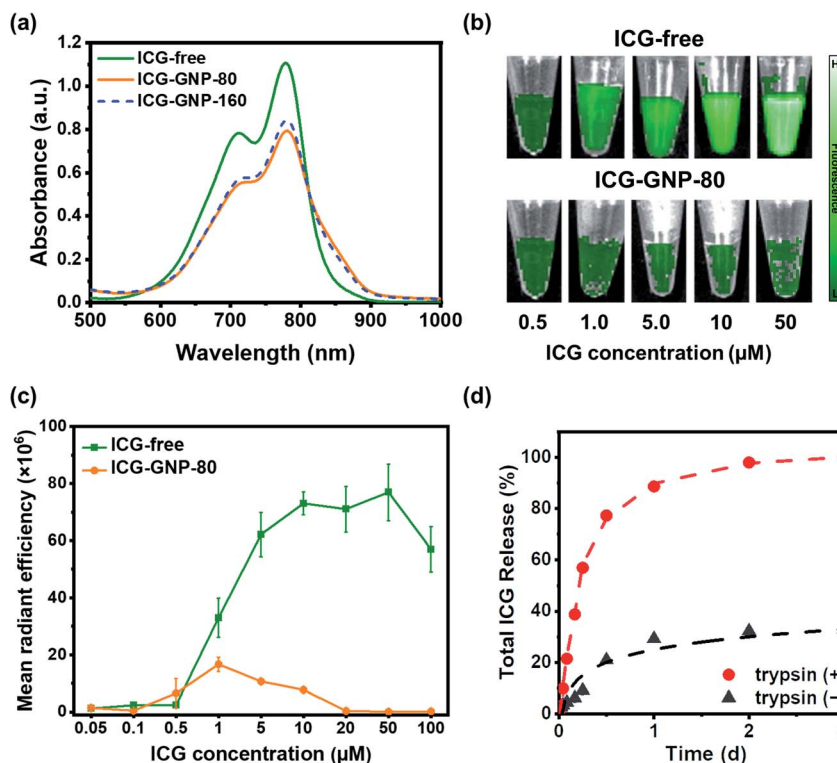 (a)
ICG-free
ICG-GNP-80
ICG-GNP-160
1.2
1.0
0.8
0.6
0.4
0.2
0.0
Absorbance (a.u.)
500 600 700 800 900 1000
Wavelength (nm)
(b)
ICG-free
ICG-GNP-80
H
Fluorescence
L
0.5 1.0 5.0 10 50
ICG concentration (µM)
(c)
ICG-free
ICG-GNP-80
100
80
60
40
20
0
Mean radiant efficiency (×10⁶)
0.05 0.1 0.5 1 5 10 20 50 100
ICG concentration (µM)
(d)
100
80
60
40
20
0
Total ICG Release (%)
trypsin (+
trypsin (−
0 1 2
Time (d)